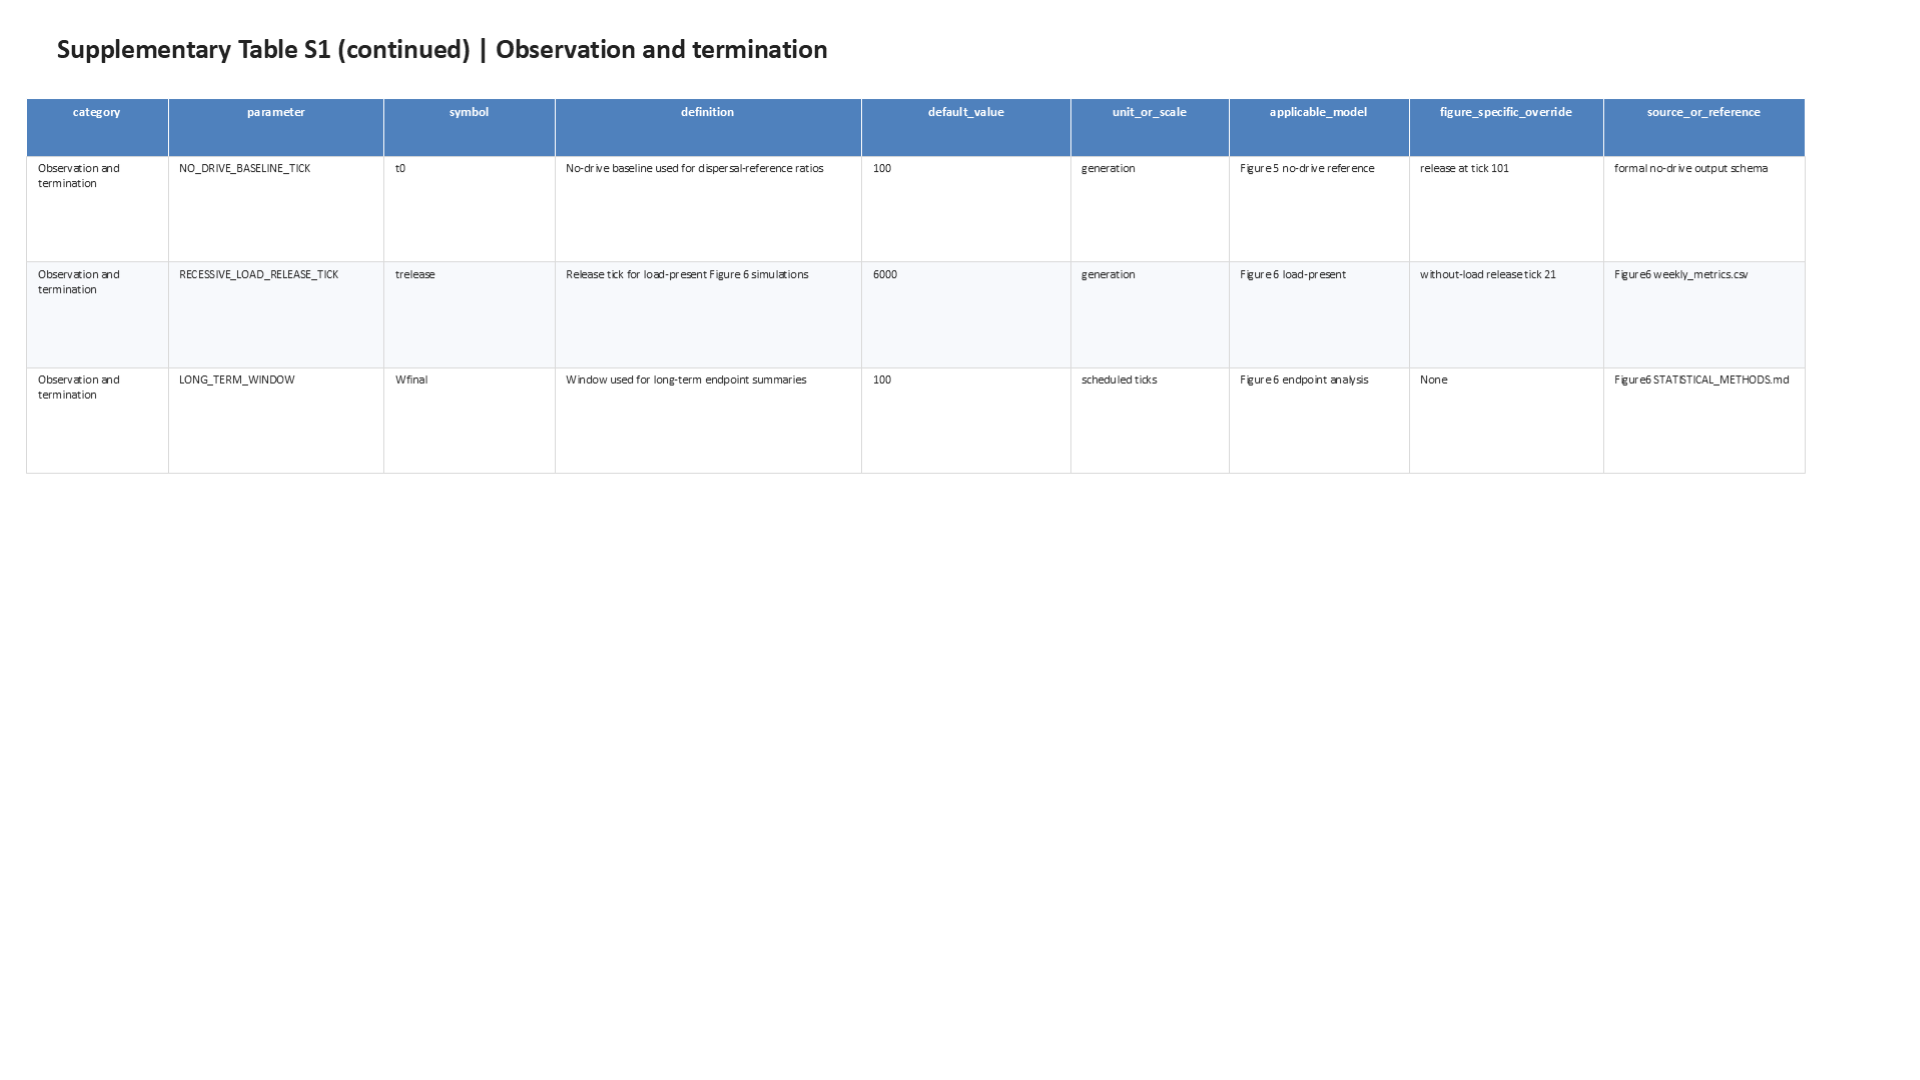 Supplementary Table S1 (continued) | Observation and termination
category parameter symbol definition default_value unit_or_scale applicable_model figure_specific_override source_or_reference
Observation and termination NO_DRIVE_BASELINE_TICK t0 No-drive baseline used for dispersal-reference ratios 100 generation Figure 5 no-drive reference release at tick 101 formal no-drive output schema
Observation and termination RECESSIVE_LOAD_RELEASE_TICK trelease Release tick for load-present Figure 6 simulations 6000 generation Figure 6 load-present without-load release tick 21 Figure6 weekly_metrics.csv
Observation and termination LONG_TERM_WINDOW Wfinal Window used for long-term endpoint summaries 100 scheduled ticks Figure 6 endpoint analysis None Figure6 STATISTICAL_METHODS.md